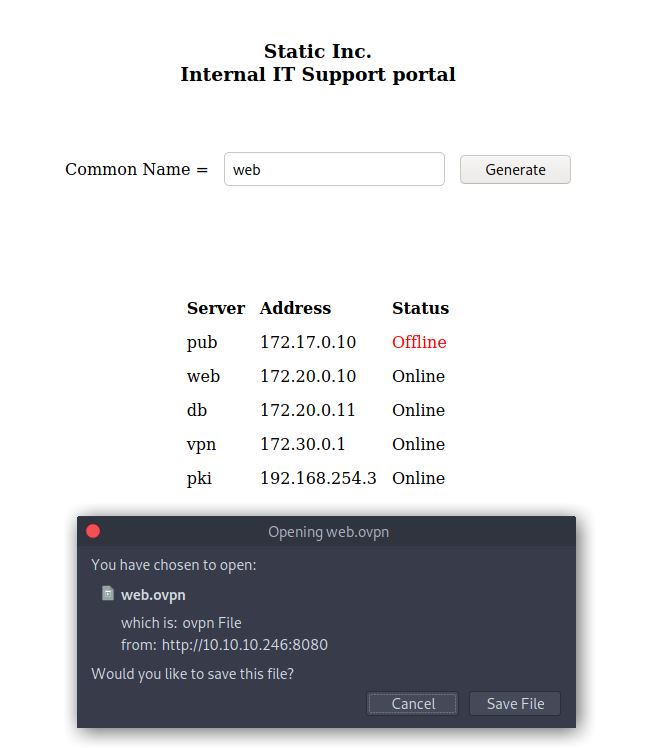 Static Inc.
Internal IT Support portal
Common Name = web Generate
Server Address Status
pub 172.17.0.10 Offline
web 172.20.0.10 Online
db 172.20.0.11 Online
vpn 172.30.0.1 Online
pki 192.168.254.3 Online
Opening web.ovpn
You have chosen to open:
web.ovpn
which is: ovpn File
from: http://10.10.10.246:8080
Would you like to save this file?
Cancel Save File